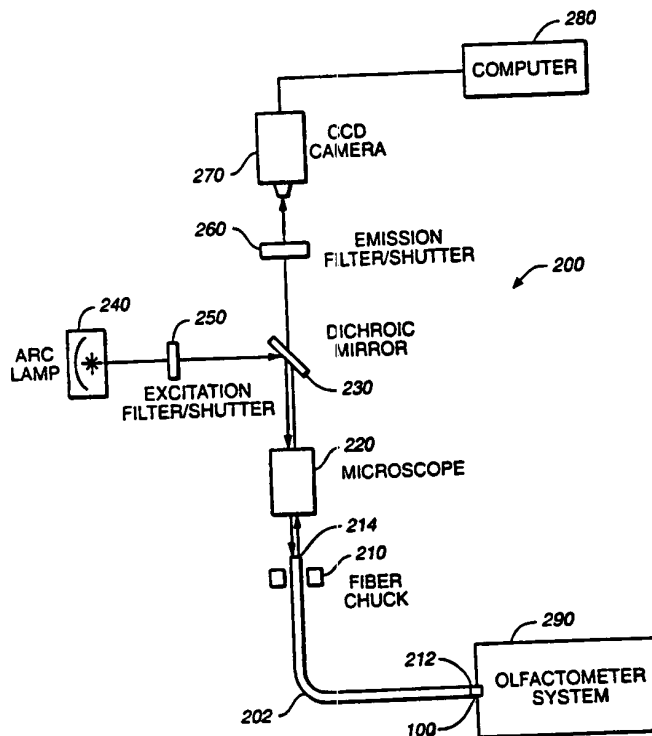 280
COMPUTER
CCD
CAMERA
270
260
EMISSION
FILTER/SHUTTER
200
240
250
DICHROIC
MIRROR
ARC
LAMP
EXCITATION
FILTER/SHUTTER
230
220
MICROSCOPE
214
210
FIBER
CHUCK
290
212
OLFACTOMETER
SYSTEM
202
100